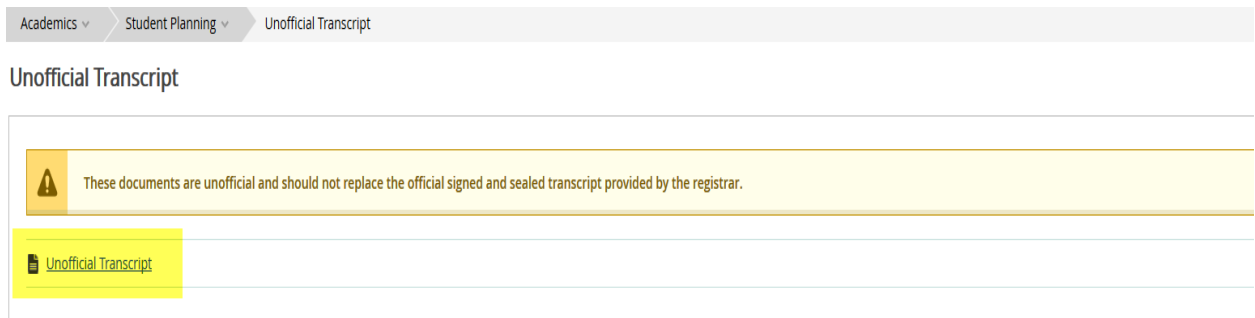 Academics Student Planning Unofficial Transcript
Unofficial Transcript
These documents are unofficial and should not replace the official signed and sealed transcript provided by the registrar.
Unofficial Transcript